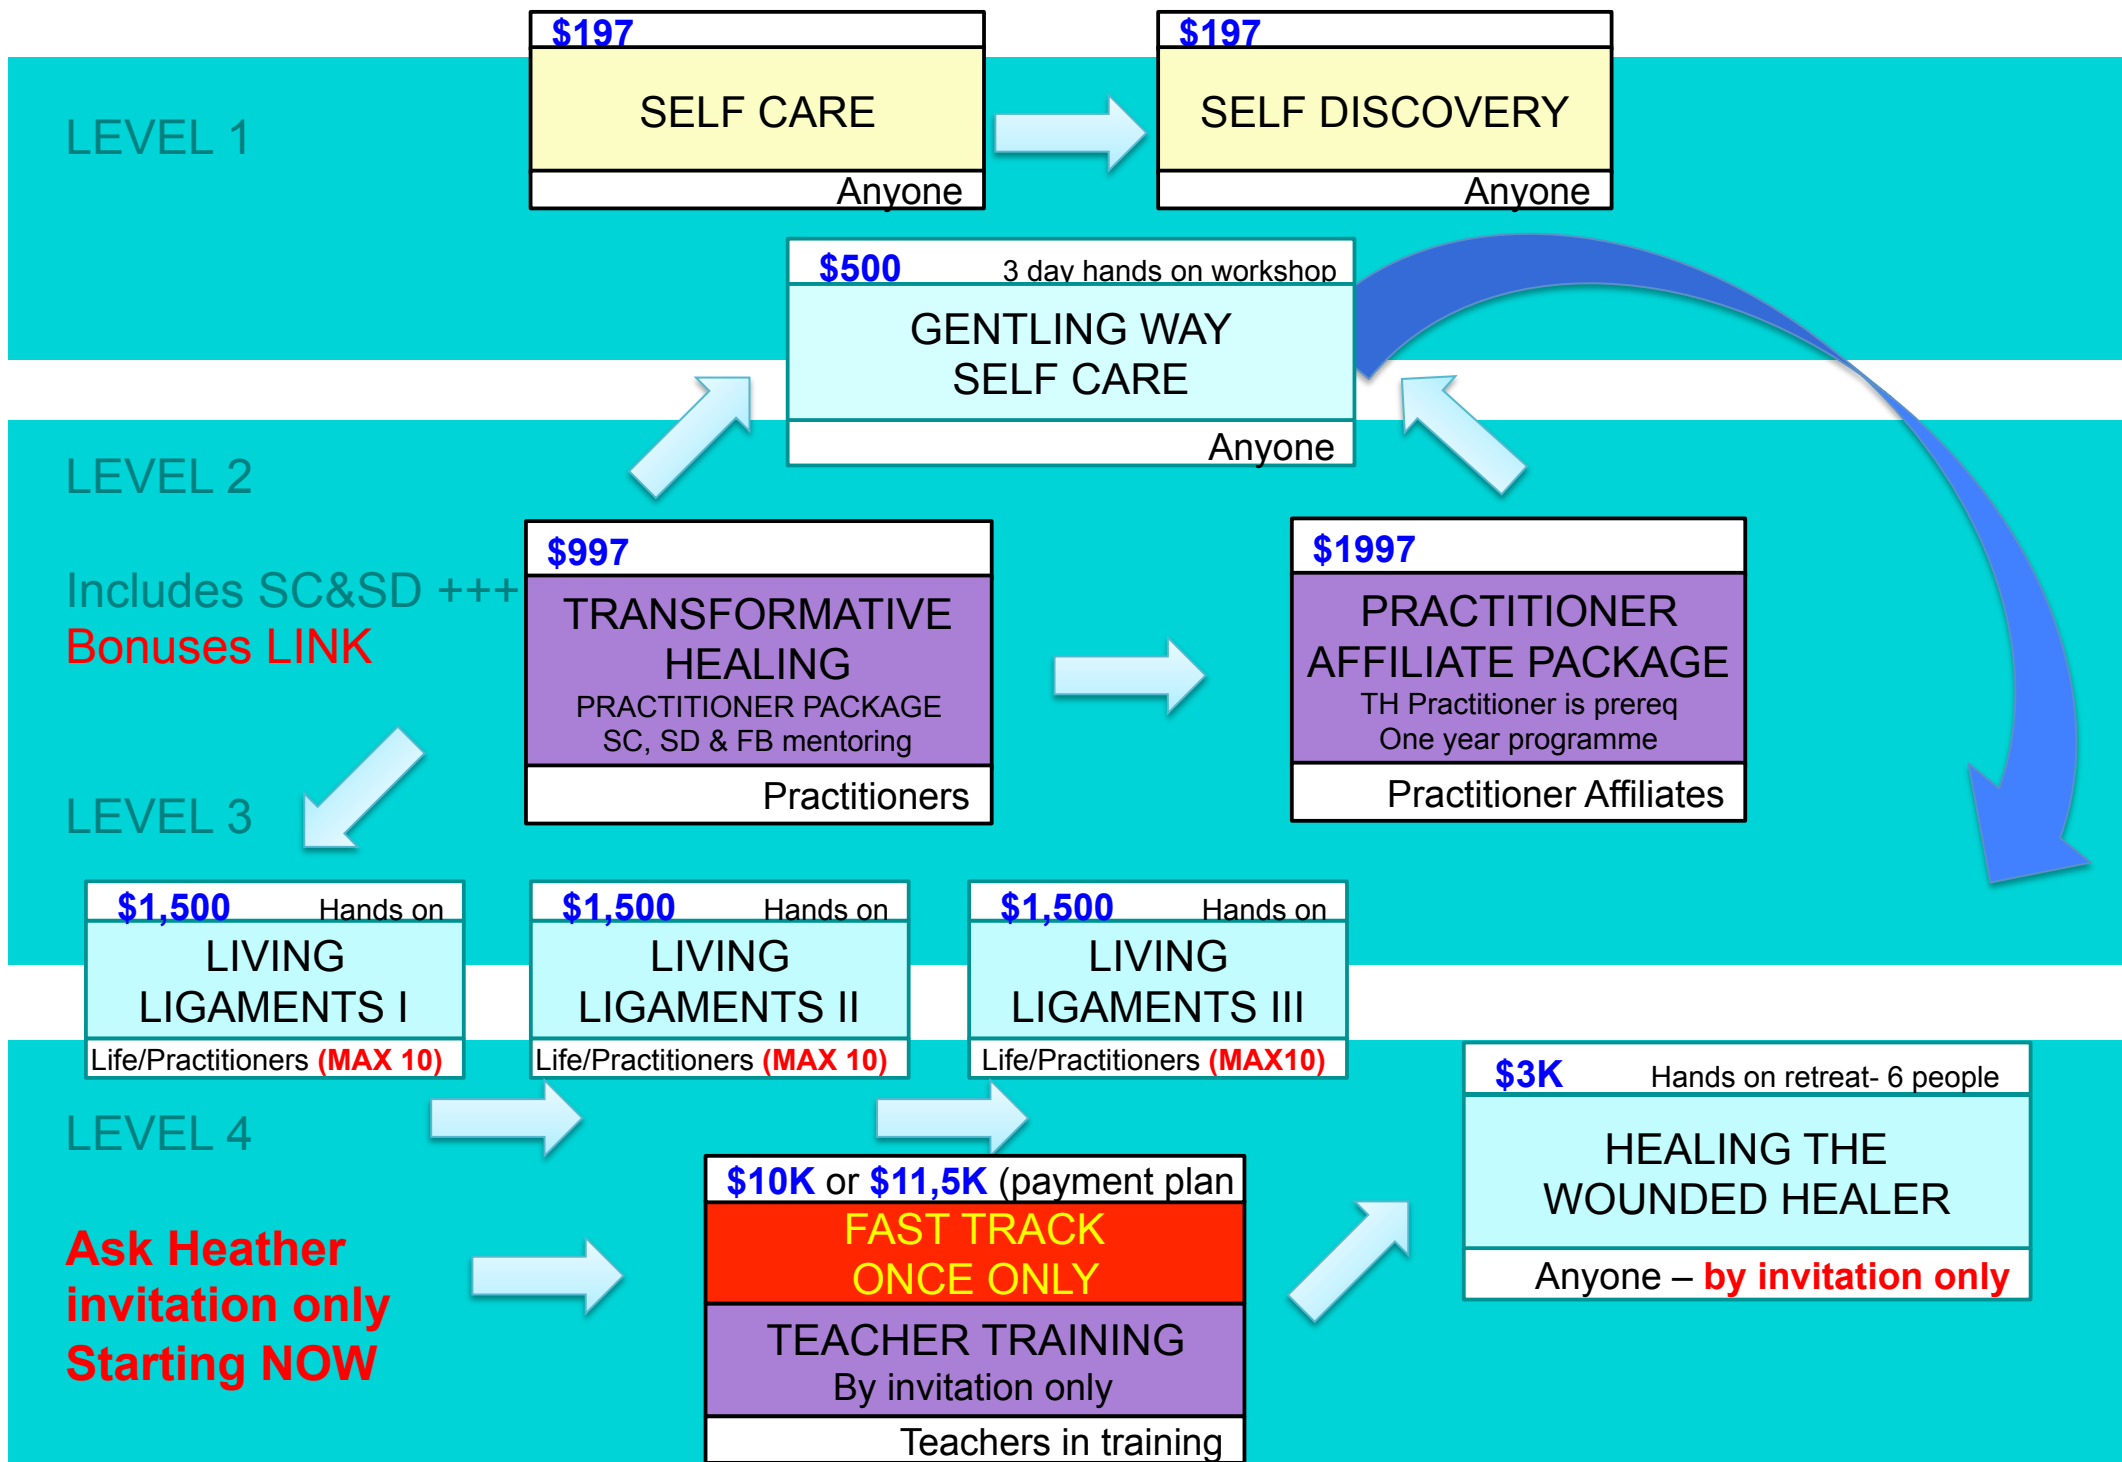 $197
SELF CARE
Anyone
$197
SELF DISCOVERY
Anyone
LEVEL 1
$500 3 day hands on workshop
GENTLING WAY
SELF CARE
Anyone
LEVEL 2
Includes SC&SD +++
Bonuses LINK
$997
TRANSFORMATIVE
HEALING
PRACTITIONER PACKAGE
SC, SD & FB mentoring
Practitioners
$1997
PRACTITIONER
AFFILIATE PACKAGE
TH Practitioner is prereq
One year programme
Practitioner Affiliates
LEVEL 3
$1,500 Hands on
LIVING
LIGAMENTS I
Life/Practitioners (MAX 10)
$1,500 Hands on
LIVING
LIGAMENTS II
Life/Practitioners (MAX 10)
$1,500 Hands on
LIVING
LIGAMENTS III
Life/Practitioners (MAX10)
LEVEL 4
Ask Heather
invitation only
Starting NOW
$10K or $11,5K (payment plan
FAST TRACK
ONCE ONLY
TEACHER TRAINING
By invitation only
Teachers in training
$3K Hands on retreat- 6 people
HEALING THE
WOUNDED HEALER
Anyone – by invitation only